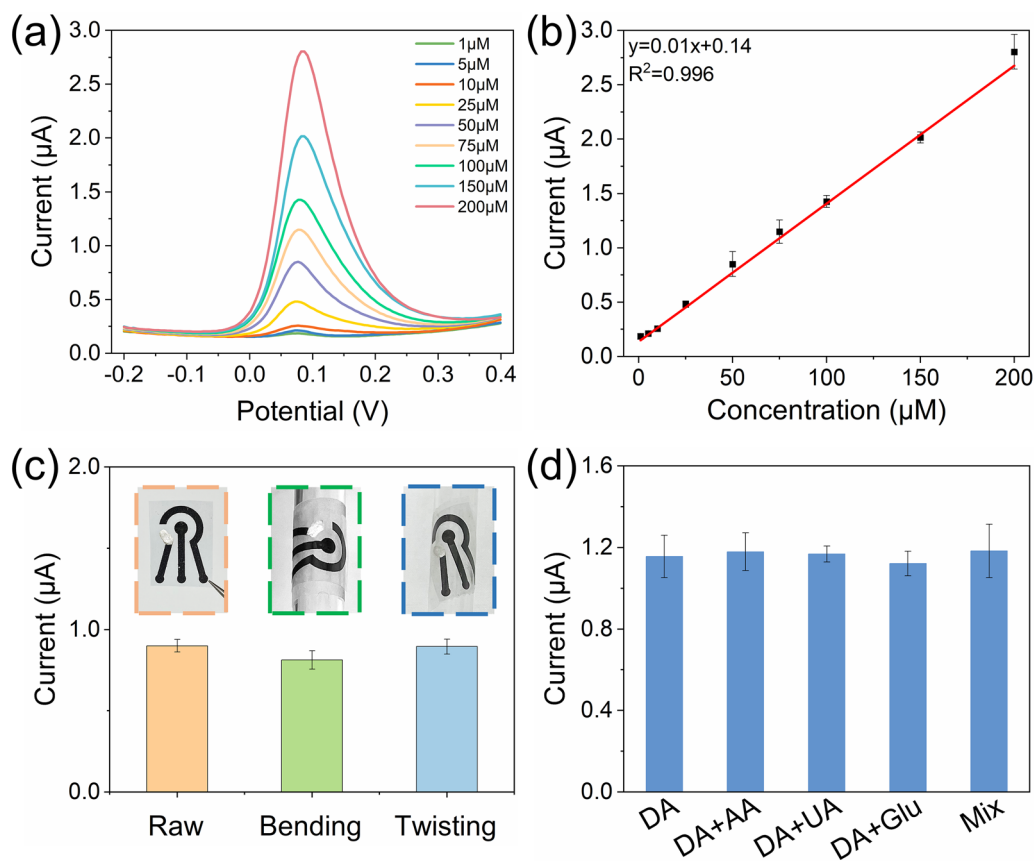 (a)
3.0
2.5
2.0
1.5
1.0
0.5
0.0
Current (μA)
-0.2
-0.1
0.0
0.1
0.2
0.3
0.4
Potential (V)
1μM
5μM
10μM
25μM
50μM
75μM
100μM
150μM
200μM
(b)
3.0
2.5
2.0
1.5
1.0
0.5
0.0
Current (μA)
y=0.01x+0.14
R²=0.996
0
50
100
150
200
Concentration (μM)
(c)
2.0
1.0
0.0
Current (μA)
Raw
Bending
Twisting
(d)
1.6
1.2
0.8
0.4
0.0
Current (μA)
DA
DA+AA
DA+UA
DA+Glu
Mix